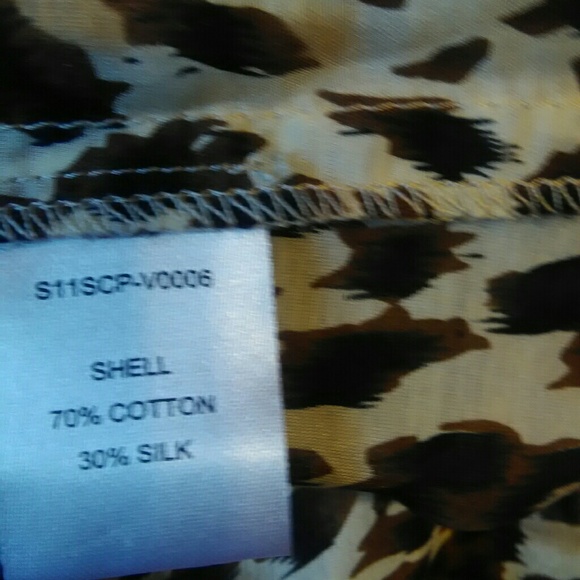 S11SCP-V0006
SHELL
70% COTTON
30% SILK